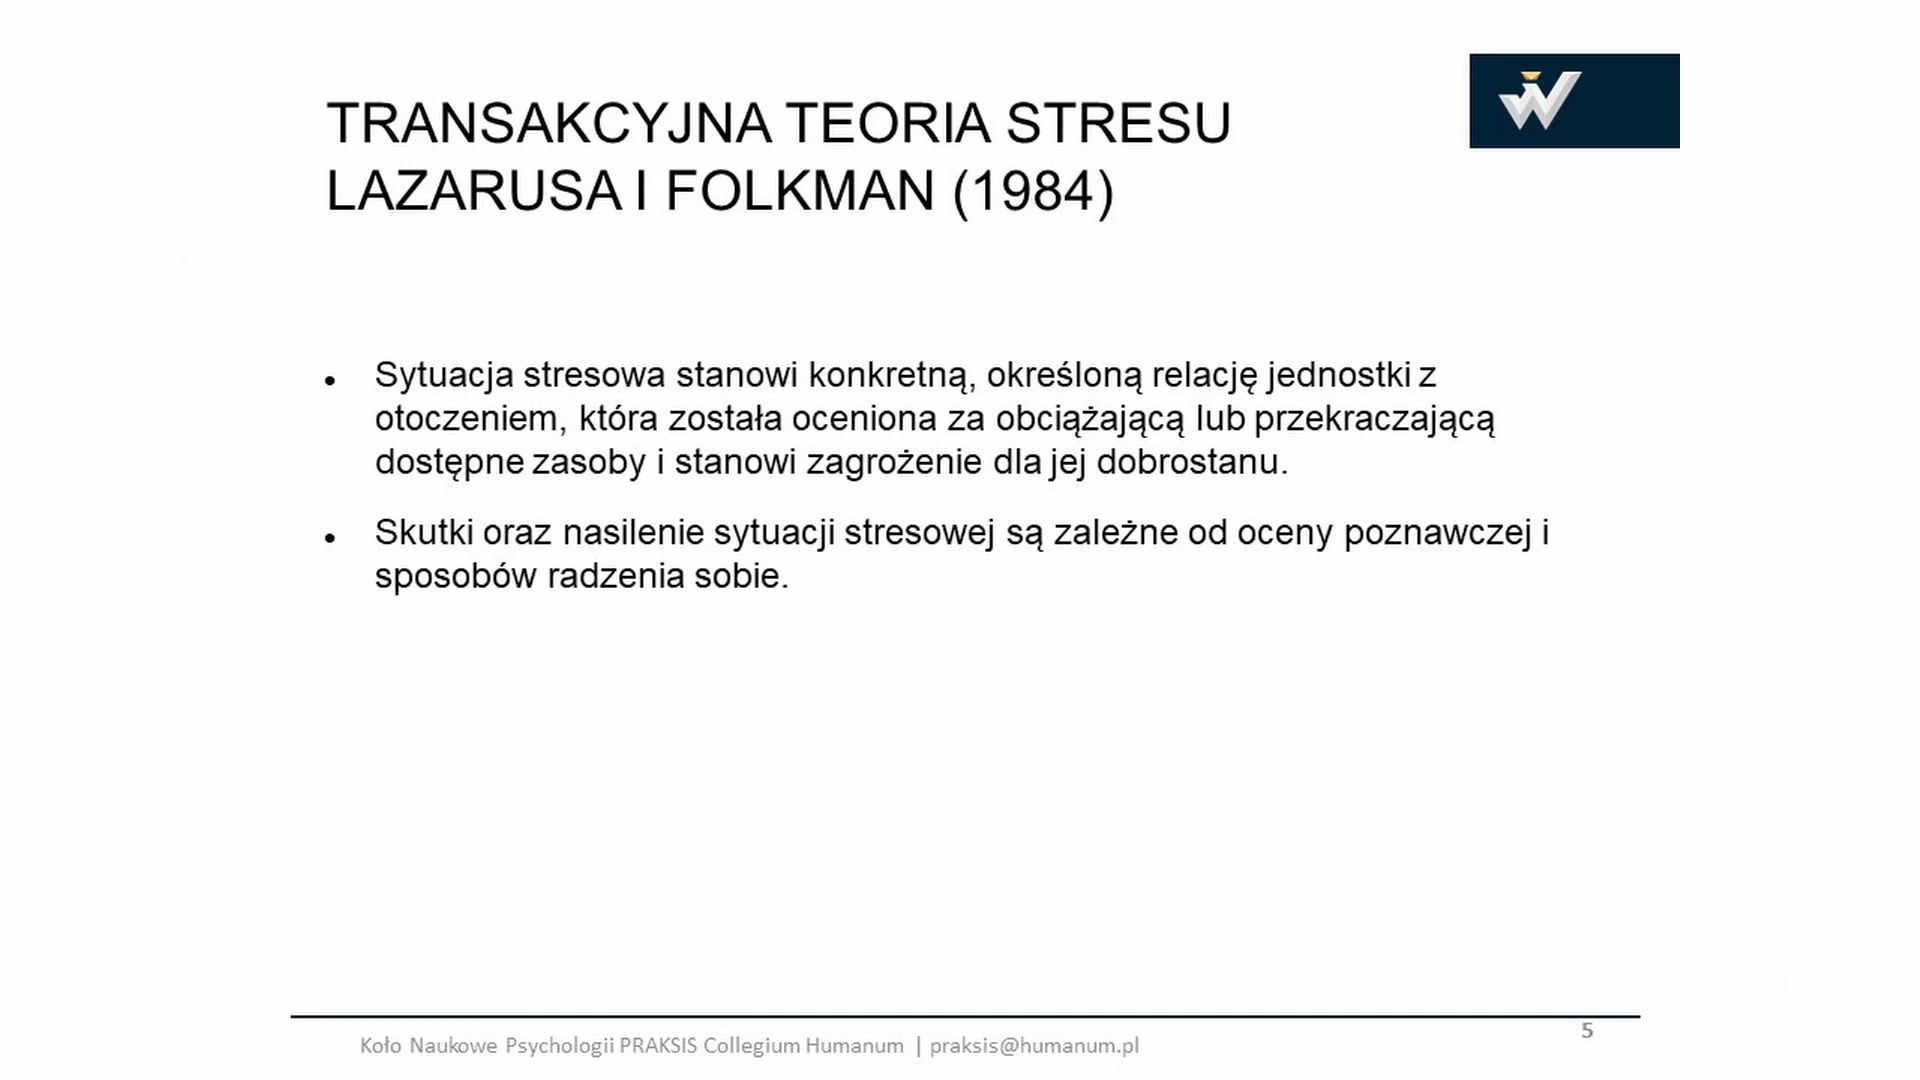 TRANSAKCYJNA TEORIA STRESU
LAZARUSA I FOLKMAN (1984)
• Sytuacja stresowa stanowi konkretną, określoną relację jednostki z
otoczeniem, która została oceniona za obciążającą lub przekraczającą
dostępne zasoby i stanowi zagrożenie dla jej dobrostanu.
• Skutki oraz nasilenie sytuacji stresowej są zależne od oceny poznawczej i
sposobów radzenia sobie.
Koło Naukowe Psychologii PRAKSIS Collegium Humanum | praksis@humanum.pl
5